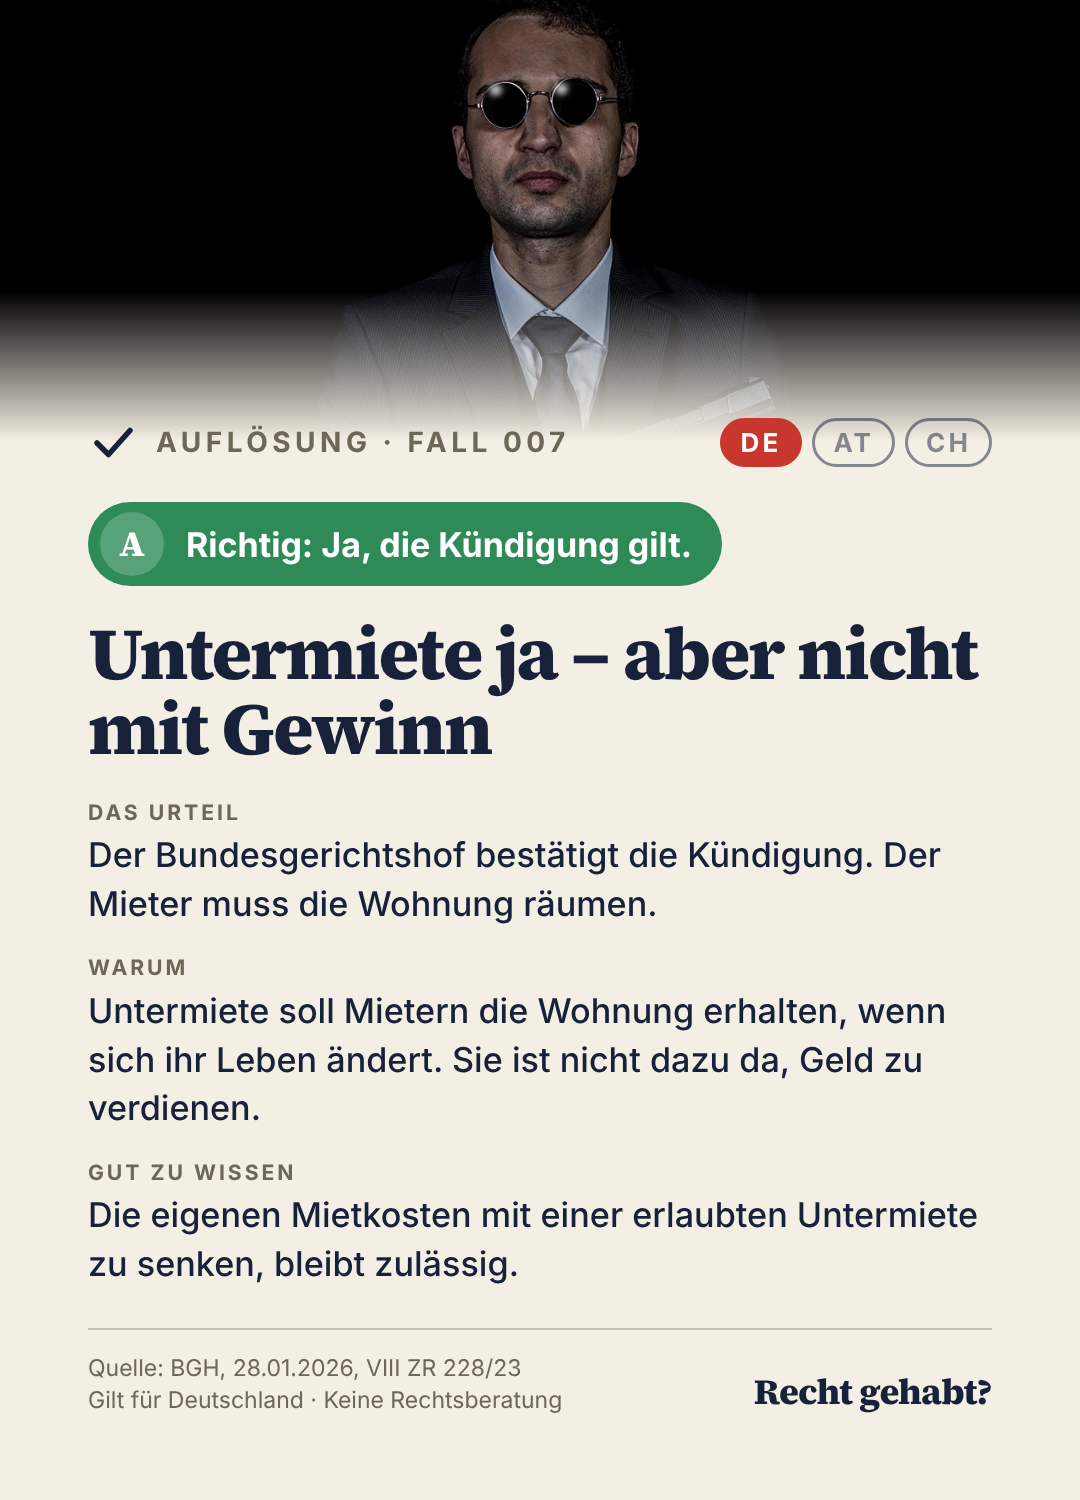 AUFLÖSUNG · FALL 007
DE AT CH
A Richtig: Ja, die Kündigung gilt.
Untermiete ja – aber nicht
mit Gewinn
DAS URTEIL
Der Bundesgerichtshof bestätigt die Kündigung. Der
Mieter muss die Wohnung räumen.
WARUM
Untermiete soll Mietern die Wohnung erhalten, wenn
sich ihr Leben ändert. Sie ist nicht dazu da, Geld zu
verdienen.
GUT ZU WISSEN
Die eigenen Mietkosten mit einer erlaubten Untermiete
zu senken, bleibt zulässig.
Quelle: BGH, 28.01.2026, VIII ZR 228/23
Gilt für Deutschland · Keine Rechtsberatung
Recht gehabt?